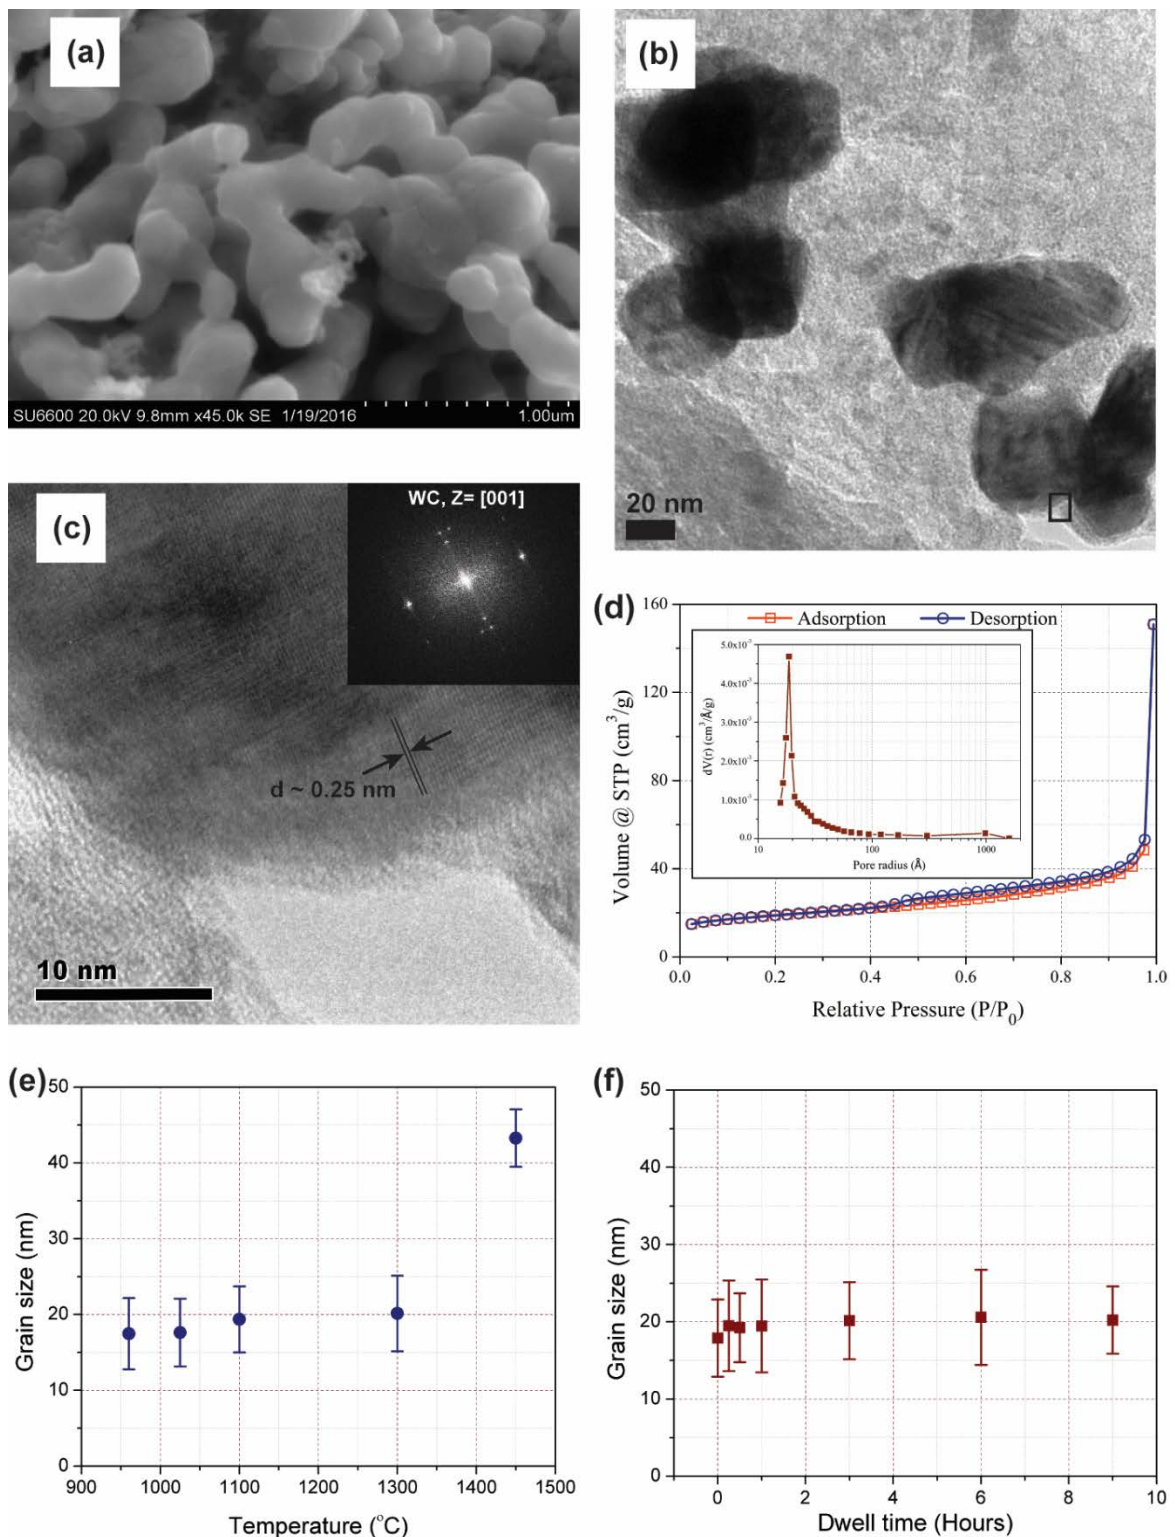 (a)
SU6600 20.0kV 9.8mm x45.0k SE 1/19/2016 1.00um
(b)
20 nm
(c)
WC, Z= [001]
d ~ 0.25 nm
10 nm
(d)
160
120
80
40
0
Volume @ STP (cm³/g)
Adsorption
Desorption
5.0x10⁻³
4.0x10⁻³
3.0x10⁻³
2.0x10⁻³
1.0x10⁻³
0.0
dV(r) (cm³/Å/g)
10 100 1000
Pore radius (Å)
0.0 0.2 0.4 0.6 0.8 1.0
Relative Pressure (P/P₀)
(e)
50
40
30
20
10
0
Grain size (nm)
900 1000 1100 1200 1300 1400 1500
Temperature (°C)
(f)
50
40
30
20
10
0
Grain size (nm)
0 2 4 6 8 10
Dwell time (Hours)